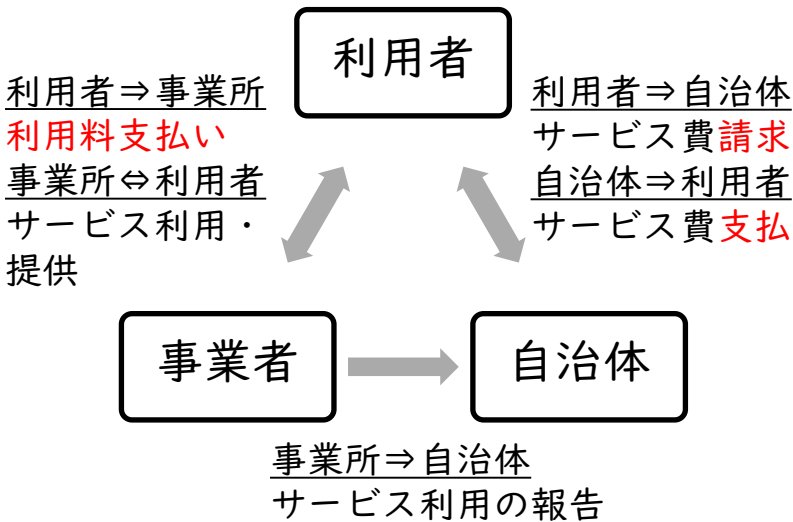 利用者
利用者⇒事業所
利用料支払い
事業所⇔利用者
サービス利用・
提供
利用者⇒自治体
サービス費請求
自治体⇒利用者
サービス費支払
事業者
自治体
事業所⇒自治体
サービス利用の報告